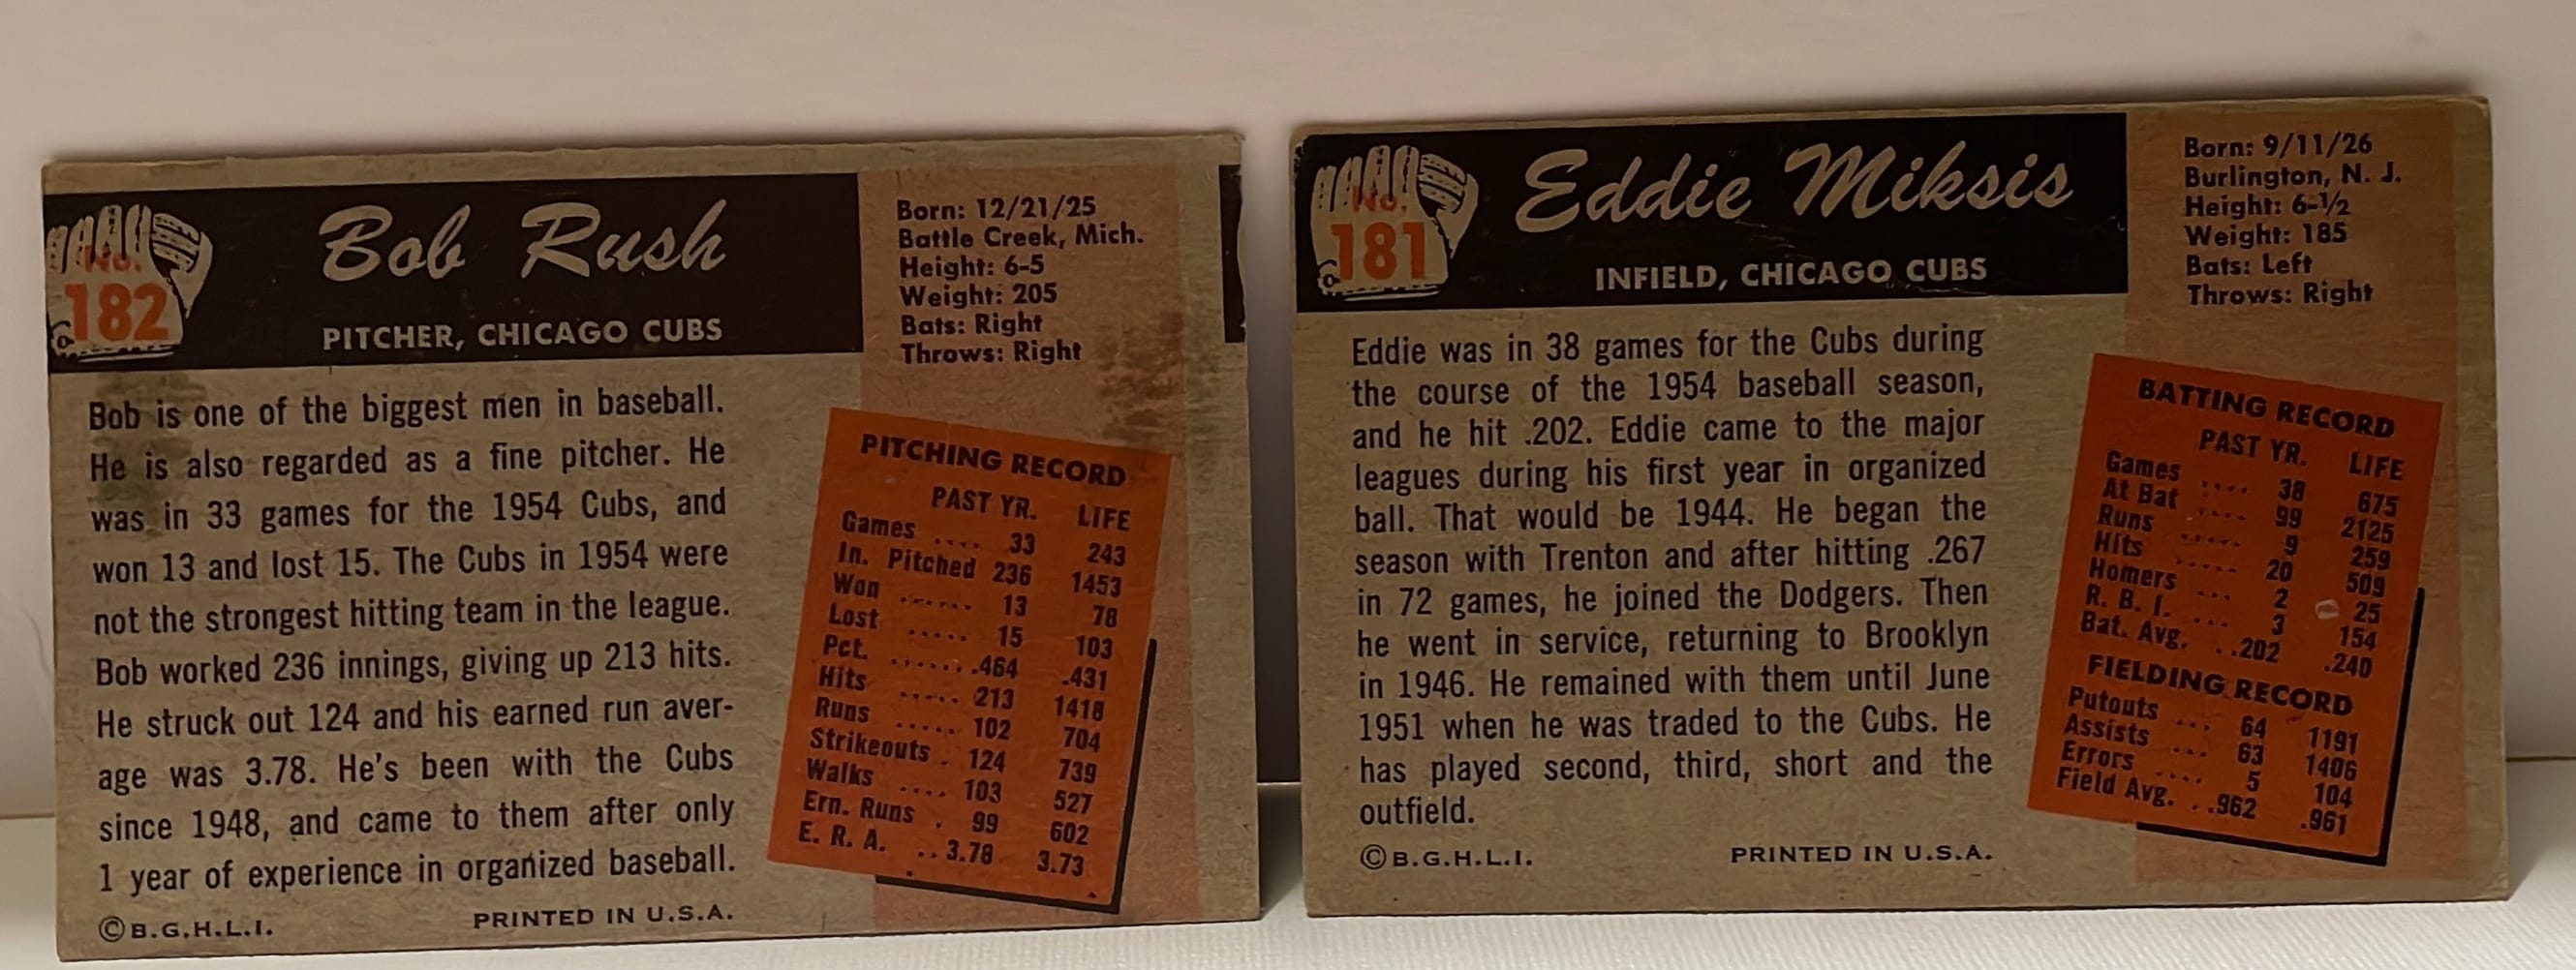 No.
182
Bob Rush
PITCHER, CHICAGO CUBS
Born: 12/21/25
Battle Creek, Mich.
Height: 6-5
Weight: 205
Bats: Right
Throws: Right
Bob is one of the biggest men in baseball.
He is also regarded as a fine pitcher. He
was in 33 games for the 1954 Cubs, and
won 13 and lost 15. The Cubs in 1954 were
not the strongest hitting team in the league.
Bob worked 236 innings, giving up 213 hits.
He struck out 124 and his earned run aver-
age was 3.78. He's been with the Cubs
since 1948, and came to them after only
1 year of experience in organized baseball.
©B.G.H.L.I. PRINTED IN U.S.A.
PITCHING RECORD
PAST YR. LIFE
Games .... 33 243
In. Pitched 236 1453
Won ...... 13 78
Lost ..... 15 103
Pct. ...... .464 .431
Hits ..... 213 1418
Runs ..... 102 704
Strikeouts . 124 739
Walks .... 103 527
Ern. Runs . 99 602
E. R. A. .. 3.78 3.73
No.
181
Eddie Miksis
INFIELD, CHICAGO CUBS
Born: 9/11/26
Burlington, N. J.
Height: 6-1/2
Weight: 185
Bats: Left
Throws: Right
Eddie was in 38 games for the Cubs during
the course of the 1954 baseball season,
and he hit .202. Eddie came to the major
leagues during his first year in organized
ball. That would be 1944. He began the
season with Trenton and after hitting .267
in 72 games, he joined the Dodgers. Then
he went in service, returning to Brooklyn
in 1946. He remained with them until June
1951 when he was traded to the Cubs. He
has played second, third, short and the
outfield.
©B.G.H.L.I. PRINTED IN U.S.A.
BATTING RECORD
PAST YR. LIFE
Games .... 38 675
At Bat .... 99 2125
Runs ..... 9 259
Hits ..... 20 509
Homers ... 2 25
R. B. I. ... 3 154
Bat. Avg. ..202 .240
FIELDING RECORD
Putouts ... 64 1191
Assists ... 63 1406
Errors .... 5 104
Field Avg. ..962 .961